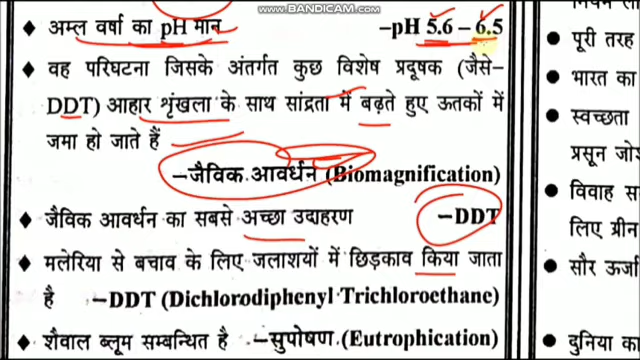 WWW.BANDICAM.COM
♦ अम्ल वर्षा का pH मान –pH 5.6 – 6.5
♦ वह परिघटना जिसके अंतर्गत कुछ विशेष प्रदूषक (जैसे–
DDT) आहार शृंखला के साथ सांद्रता में बढ़ते हुए ऊतकों में
जमा हो जाते हैं
–जैविक आवर्धन (Biomagnification)
♦ जैविक आवर्धन का सबसे अच्छा उदाहरण –DDT
♦ मलेरिया से बचाव के लिए जलाशयों में छिड़काव किया जाता
है –DDT (Dichlorodiphenyl Trichloroethane)
♦ शैवाल ब्लूम सम्बन्धित है –सुपोषण (Eutrophication)
● पूरी तरह
● भारत का
● स्वच्छता
प्रसून जोश
● विवाह स
लिए ग्रीन
● सौर ऊर्जा
● दुनिया का